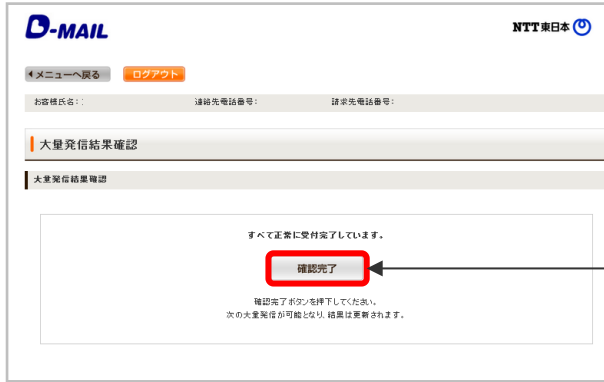 D-MAIL
NTT東日本
メニューへ戻る ログアウト
お客様氏名: 連絡先電話番号: 請求先電話番号:
大量発信結果確認
大量発信結果確認
すべて正常に受付完了しています。
確認完了
確認完了ボタンを押下してください。
次の大量発信が可能となり、結果は更新されます。